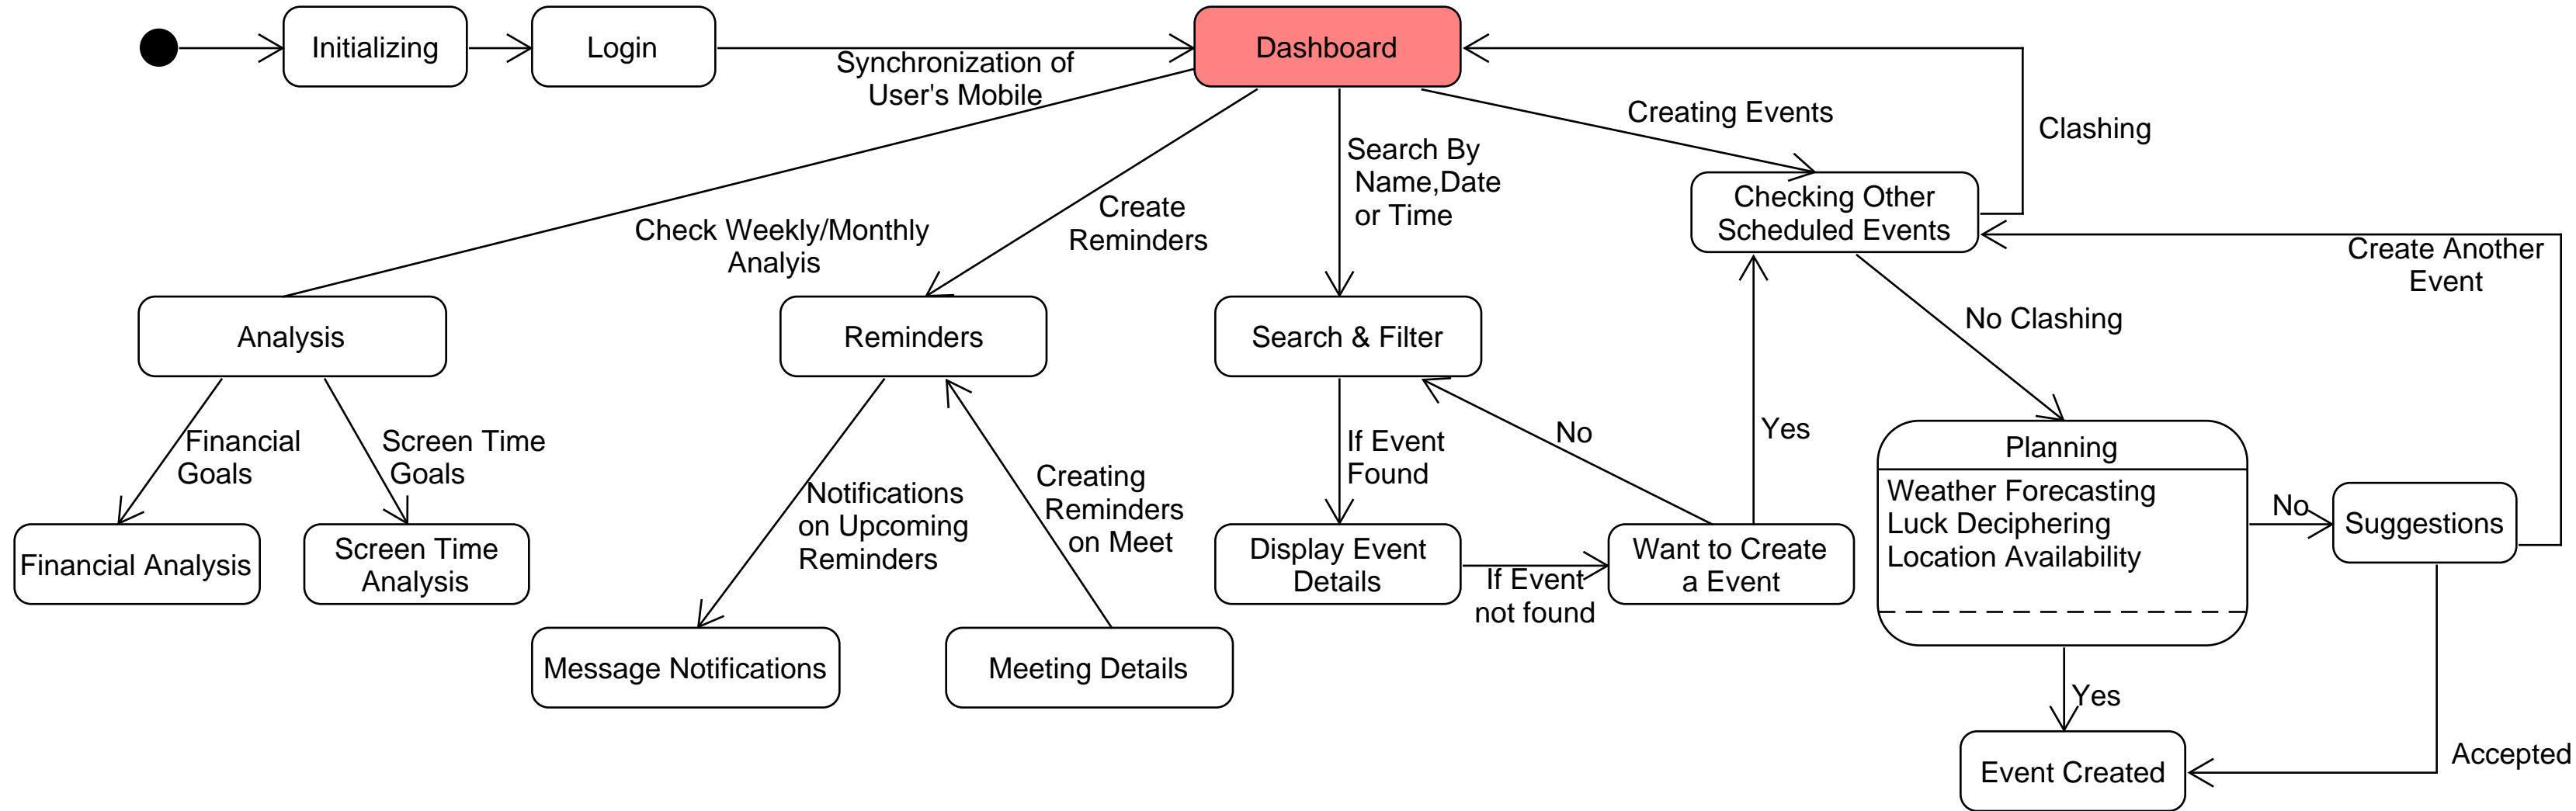 Initializing
Login
Synchronization of
User's Mobile
Dashboard
Creating Events
Clashing
Search By
Name,Date
or Time
Create
Reminders
Check Weekly/Monthly
Analyis
Checking Other
Scheduled Events
Create Another
Event
No Clashing
Analysis
Reminders
Search & Filter
Financial
Goals
Screen Time
Goals
Notifications
on Upcoming
Reminders
Creating
Reminders
on Meet
If Event
Found
No
Yes
Planning
Weather Forecasting
Luck Deciphering
Location Availability
No
Suggestions
Financial Analysis
Screen Time
Analysis
Display Event
Details
If Event
not found
Want to Create
a Event
Message Notifications
Meeting Details
Yes
Accepted
Event Created